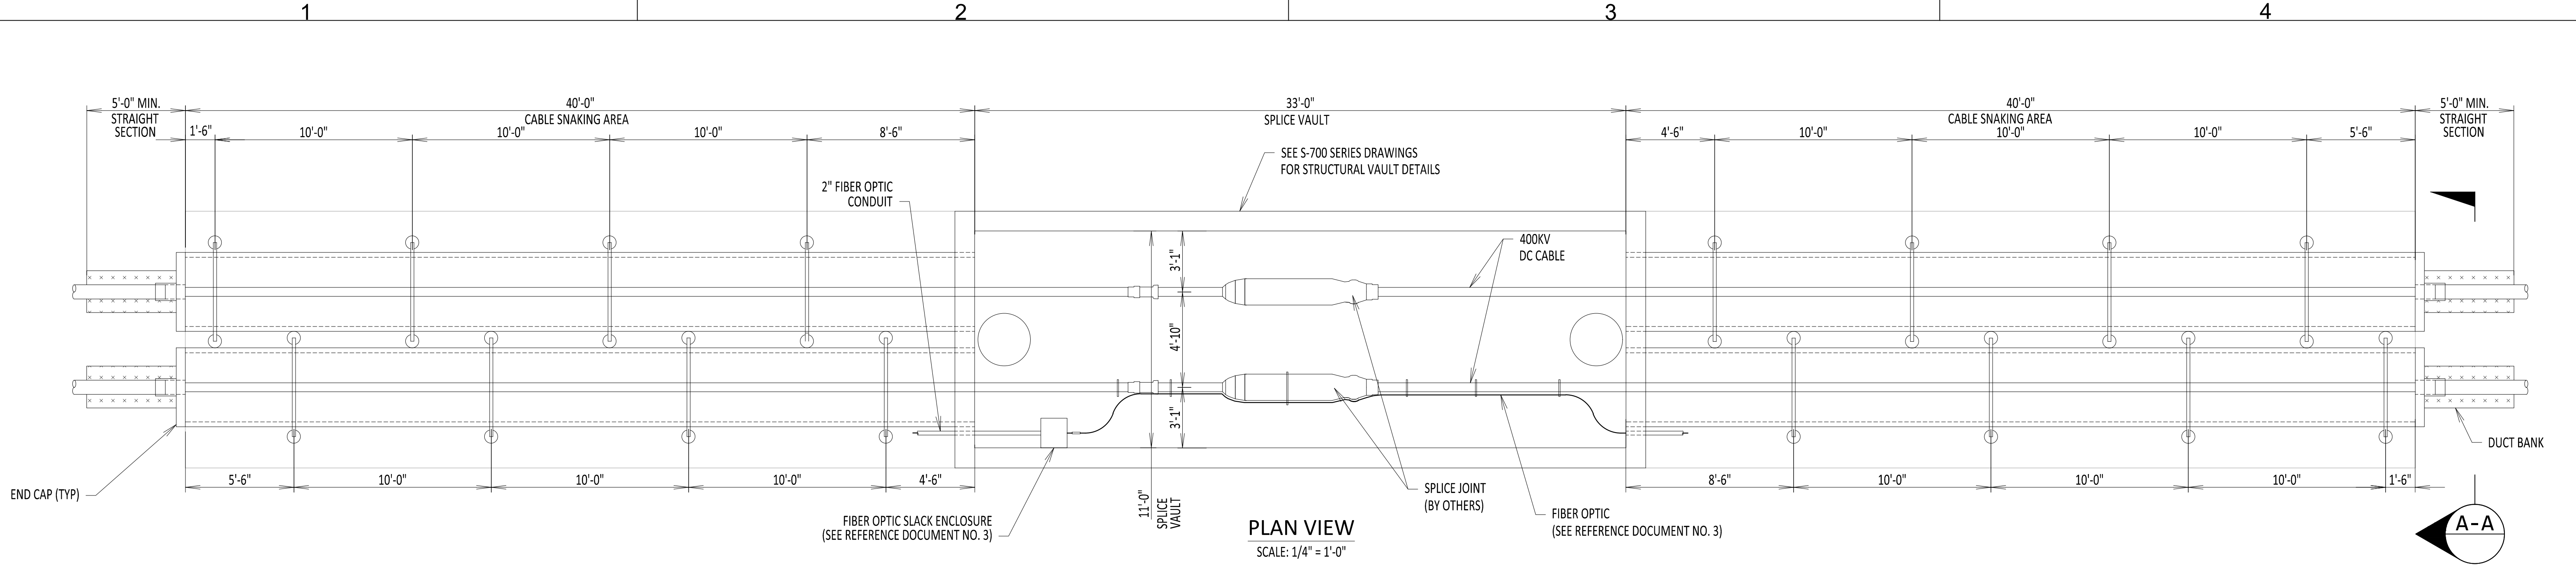 1 2 3 4
5'-0" MIN. 40'-0" 33'-0" 40'-0" 5'-0" MIN.
STRAIGHT CABLE SNAKING AREA SPLICE VAULT CABLE SNAKING AREA STRAIGHT
SECTION 1'-6" 10'-0" 10'-0" 10'-0" 8'-6" 4'-6" 10'-0" 10'-0" 10'-0" 5'-6" SECTION
SEE S-700 SERIES DRAWINGS
FOR STRUCTURAL VAULT DETAILS
2" FIBER OPTIC
CONDUIT
400KV
DC CABLE
3'-1"
4'-10"
3'-1"
11'-0"
SPLICE
VAULT
DUCT BANK
END CAP (TYP)
5'-6" 10'-0" 10'-0" 10'-0" 4'-6" 8'-6" 10'-0" 10'-0" 10'-0" 1'-6"
SPLICE JOINT
(BY OTHERS)
FIBER OPTIC SLACK ENCLOSURE
(SEE REFERENCE DOCUMENT NO. 3)
FIBER OPTIC
(SEE REFERENCE DOCUMENT NO. 3)
PLAN VIEW
SCALE: 1/4" = 1'-0"
A-A